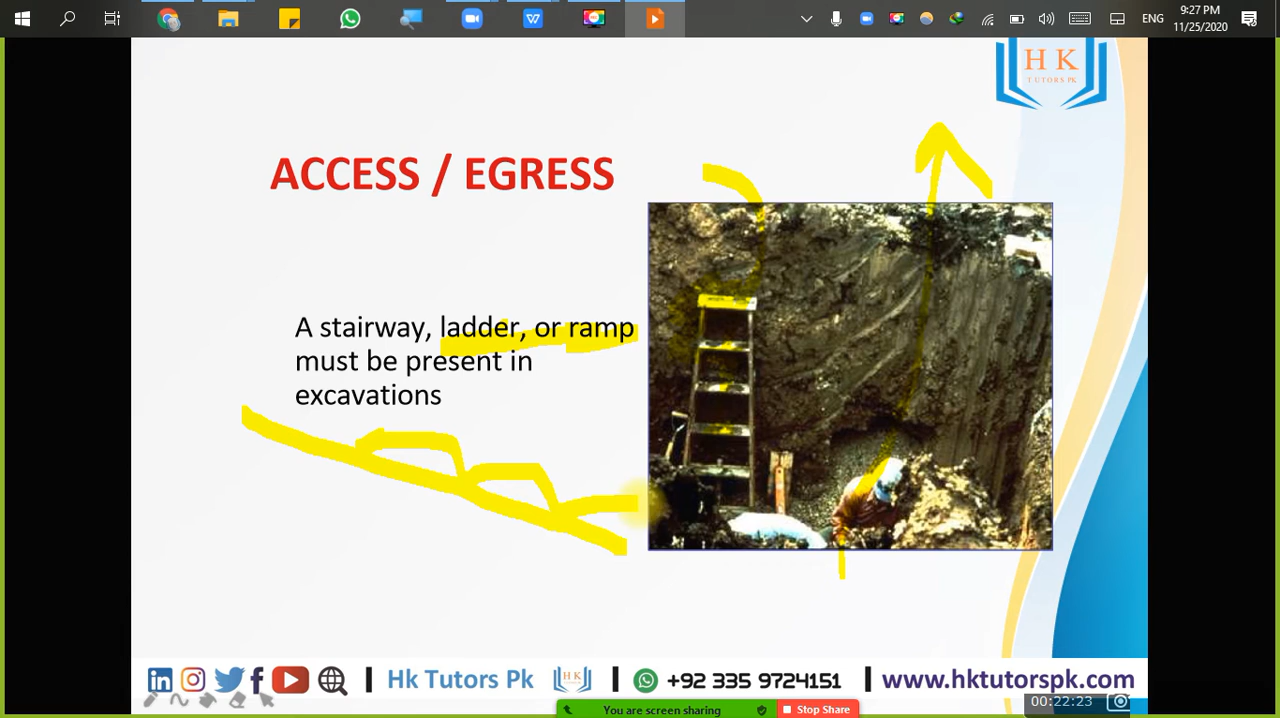 ENG
9:27 PM
11/25/2020
H K
TUTORS PK
ACCESS / EGRESS
A stairway, ladder, or ramp
must be present in
excavations
| Hk Tutors Pk HK | +92 335 9724151 | www.hktutorspk.com
You are screen sharing
Stop Share
00:22:23